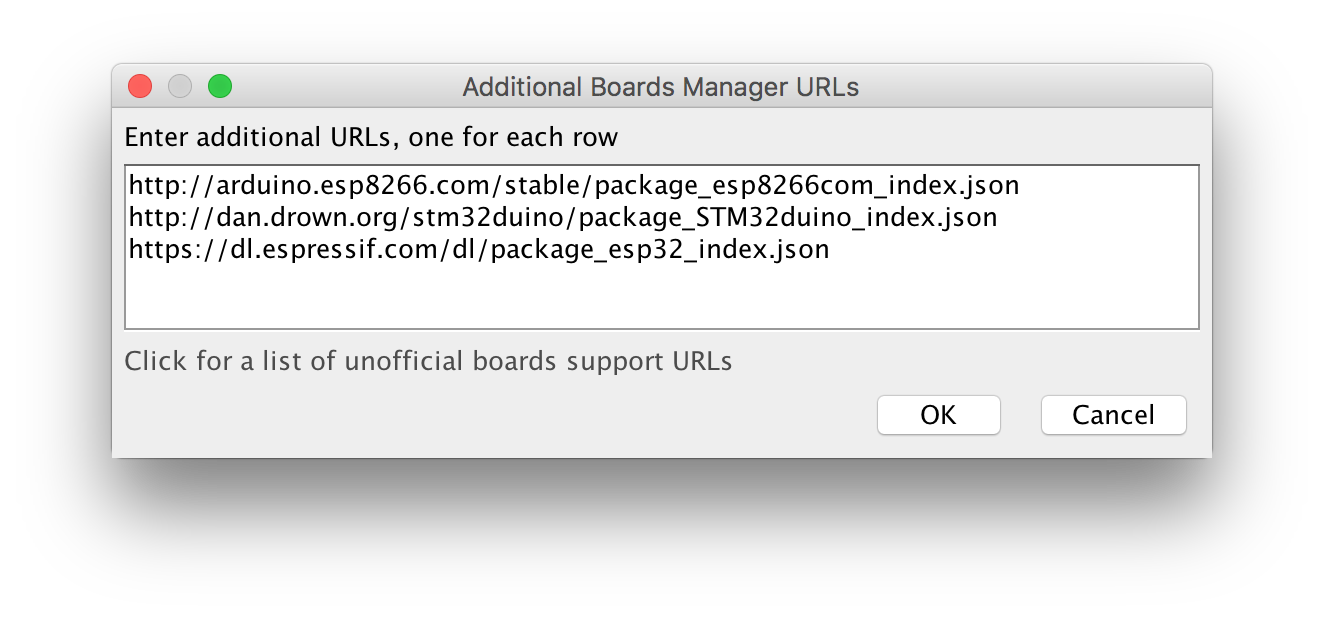 Additional Boards Manager URLs
Enter additional URLs, one for each row
http://arduino.esp8266.com/stable/package_esp8266com_index.json
http://dan.drown.org/stm32duino/package_STM32duino_index.json
https://dl.espressif.com/dl/package_esp32_index.json
Click for a list of unofficial boards support URLs
OK
Cancel